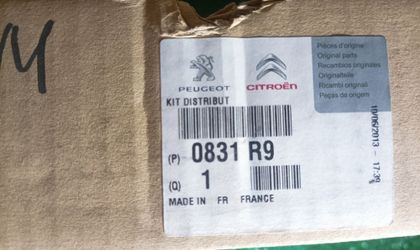 PEUGEOT
CITROËN
Pièces d'origine
Original parts
Recambios originales
Originalteile
Ricambi originali
Peças de origem
KIT DISTRIBUT
(P) 0831 R9
(Q) 1
MADE IN FR FRANCE
10/06/2013 - 17:39